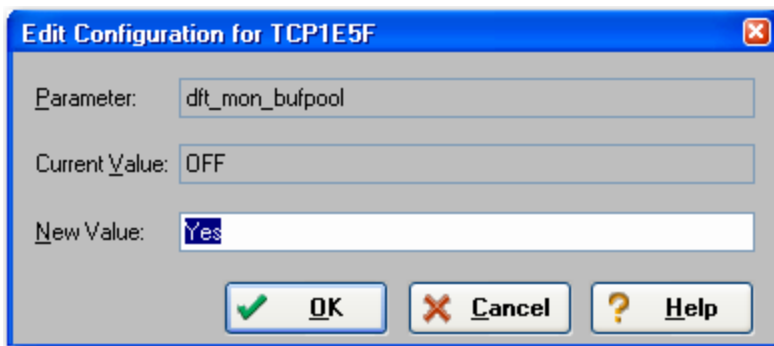 Edit Configuration for TCP1E5F
Parameter: dft_mon_bufpool
Current Value: OFF
New Value: Yes
OK Cancel ? Help